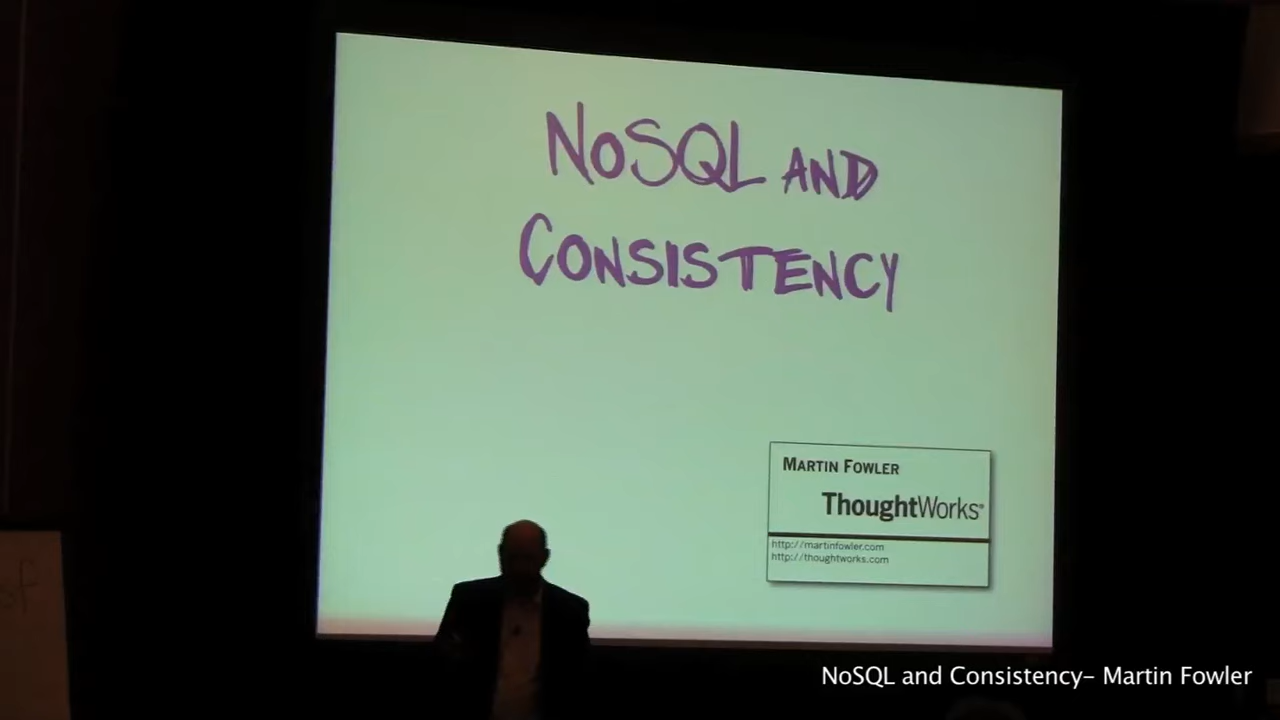 NoSQL AND
CONSISTENCY
MARTIN FOWLER
ThoughtWorks®
http://martinfowler.com
http://thoughtworks.com
NoSQL and Consistency- Martin Fowler